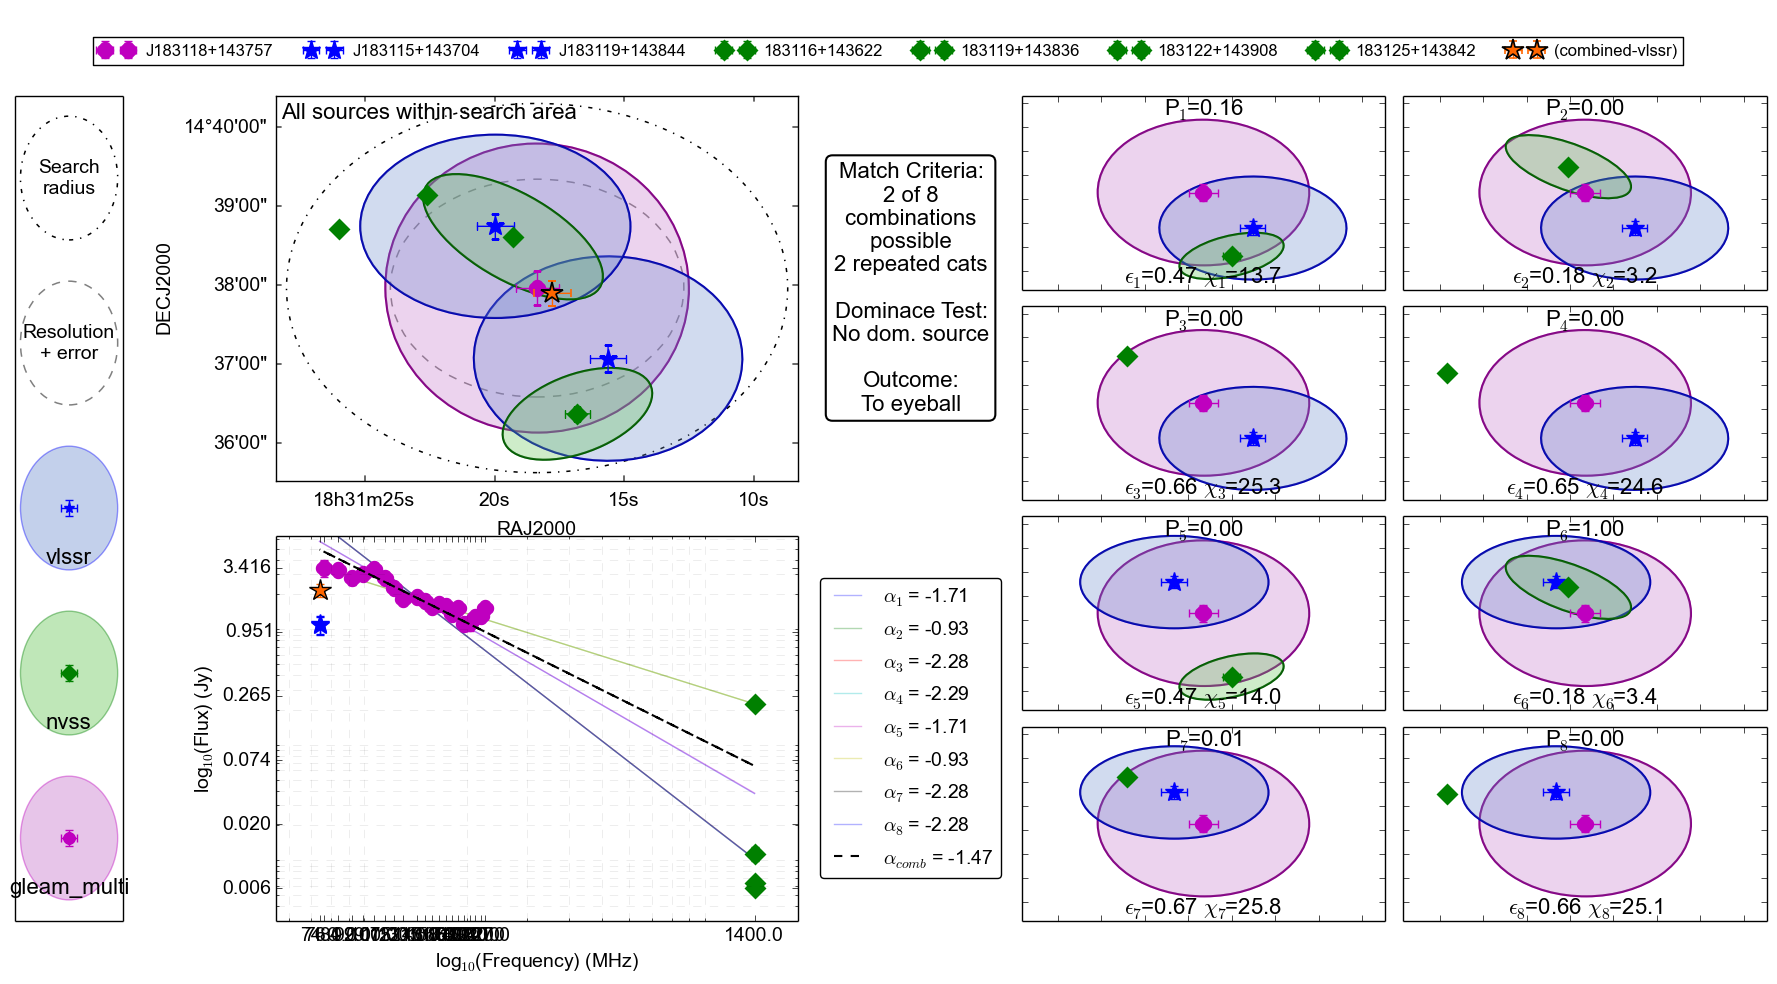 J183118+143757 J183115+143704 J183119+143844 183116+143622 183119+143836 183122+143908 183125+143842 (combined-vlssr)
Search
radius
Resolution
+ error
vlssr
nvss
gleam_multi
All sources within search area
14°40'00"
39'00"
38'00"
37'00"
36'00"
DECJ2000
18h31m25s 20s 15s 10s
RAJ2000
Match Criteria:
2 of 8
combinations
possible
2 repeated cats
Dominace Test:
No dom. source
Outcome:
To eyeball
3.416
0.951
0.265
0.074
0.020
0.006
log10(Flux) (Jy)
1400.0
log10(Frequency) (MHz)
α1 = -1.71
α2 = -0.93
α3 = -2.28
α4 = -2.29
α5 = -1.71
α6 = -0.93
α7 = -2.28
α8 = -2.28
αcomb = -1.47
P1=0.16
ϵ1=0.47 χ1=13.7
P2=0.00
ϵ2=0.18 χ2=3.2
P3=0.00
ϵ3=0.66 χ3=25.3
P4=0.00
ϵ4=0.65 χ4=24.6
P5=0.00
ϵ5=0.47 χ5=14.0
P6=1.00
ϵ6=0.18 χ6=3.4
P7=0.01
ϵ7=0.67 χ7=25.8
P8=0.00
ϵ8=0.66 χ8=25.1